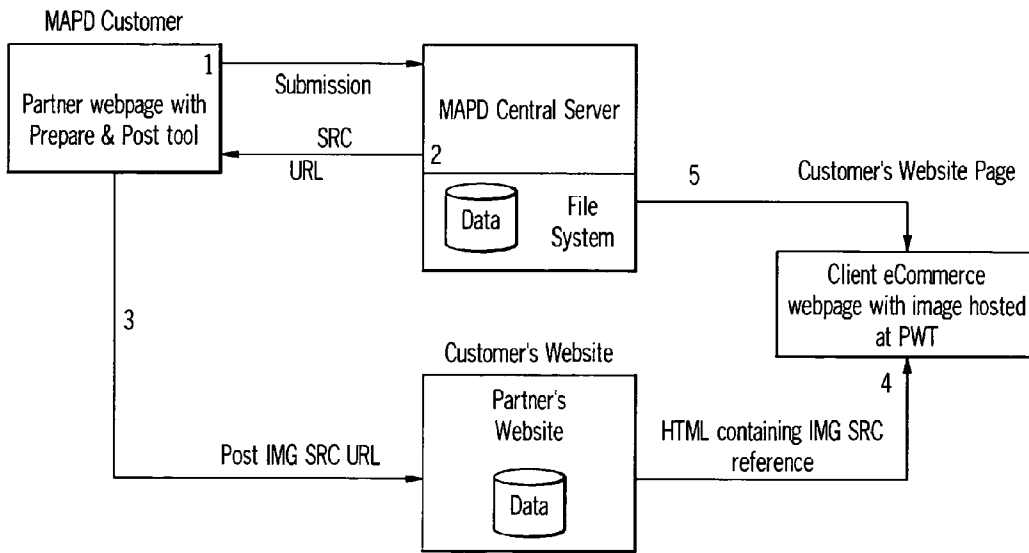 MAPD Customer
1
Submission
Partner webpage with
Prepare & Post tool
MAPD Central Server
SRC
2
URL
Data
File
System
5
Customer's Website Page
Client eCommerce
webpage with image hosted
at PWT
3
4
Customer's Website
Partner's
Website
Post IMG SRC URL
Data
HTML containing IMG SRC
reference